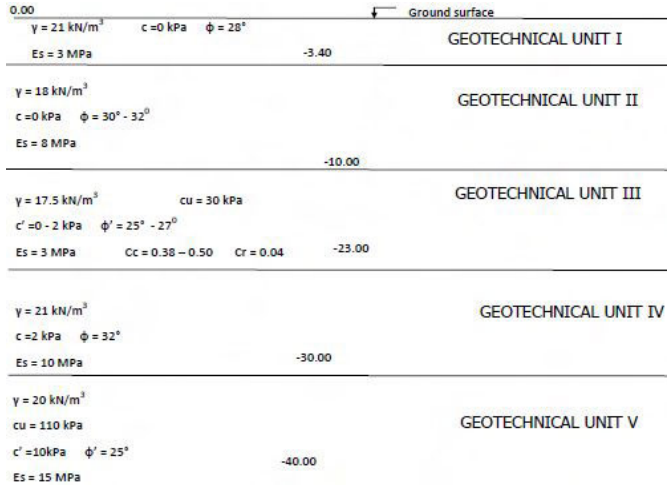 0.00 Ground surface
γ = 21 kN/m³ c =0 kPa ϕ = 28° GEOTECHNICAL UNIT I
Es = 3 MPa -3.40
γ = 18 kN/m³ GEOTECHNICAL UNIT II
c =0 kPa ϕ = 30° - 32⁰
Es = 8 MPa
-10.00
γ = 17.5 kN/m³ cu = 30 kPa GEOTECHNICAL UNIT III
c’ =0 - 2 kPa ϕ’ = 25° - 27⁰
Es = 3 MPa Cc = 0.38 – 0.50 Cr = 0.04 -23.00
γ = 21 kN/m³ GEOTECHNICAL UNIT IV
c =2 kPa ϕ = 32°
Es = 10 MPa -30.00
γ = 20 kN/m³
cu = 110 kPa GEOTECHNICAL UNIT V
c’ =10kPa ϕ’ = 25°
-40.00
Es = 15 MPa